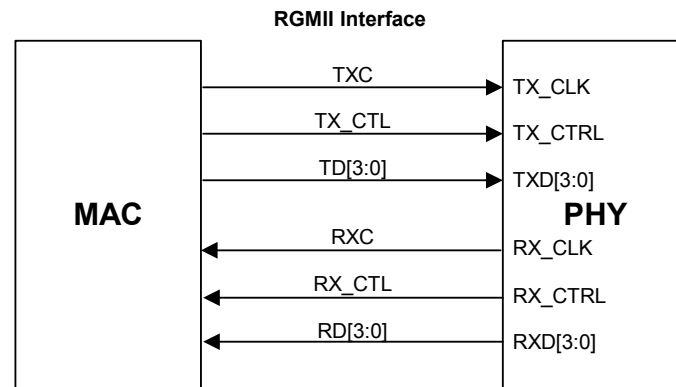 RGMII Interface
TXC
TX_CLK
TX_CTL
TX_CTRL
TD[3:0]
TXD[3:0]
MAC
PHY
RXC
RX_CLK
RX_CTL
RX_CTRL
RD[3:0]
RXD[3:0]